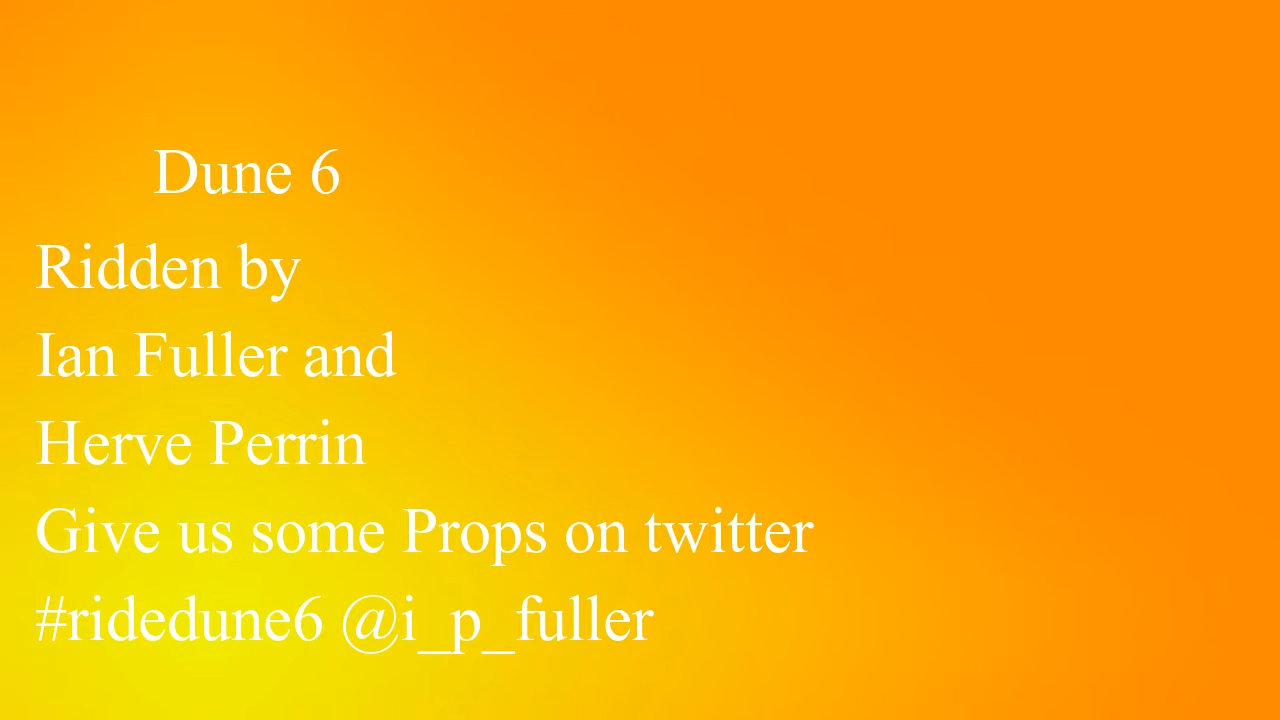 Dune 6
Ridden by
Ian Fuller and
Herve Perrin
Give us some Props on twitter
#ridedune6 @i_p_fuller